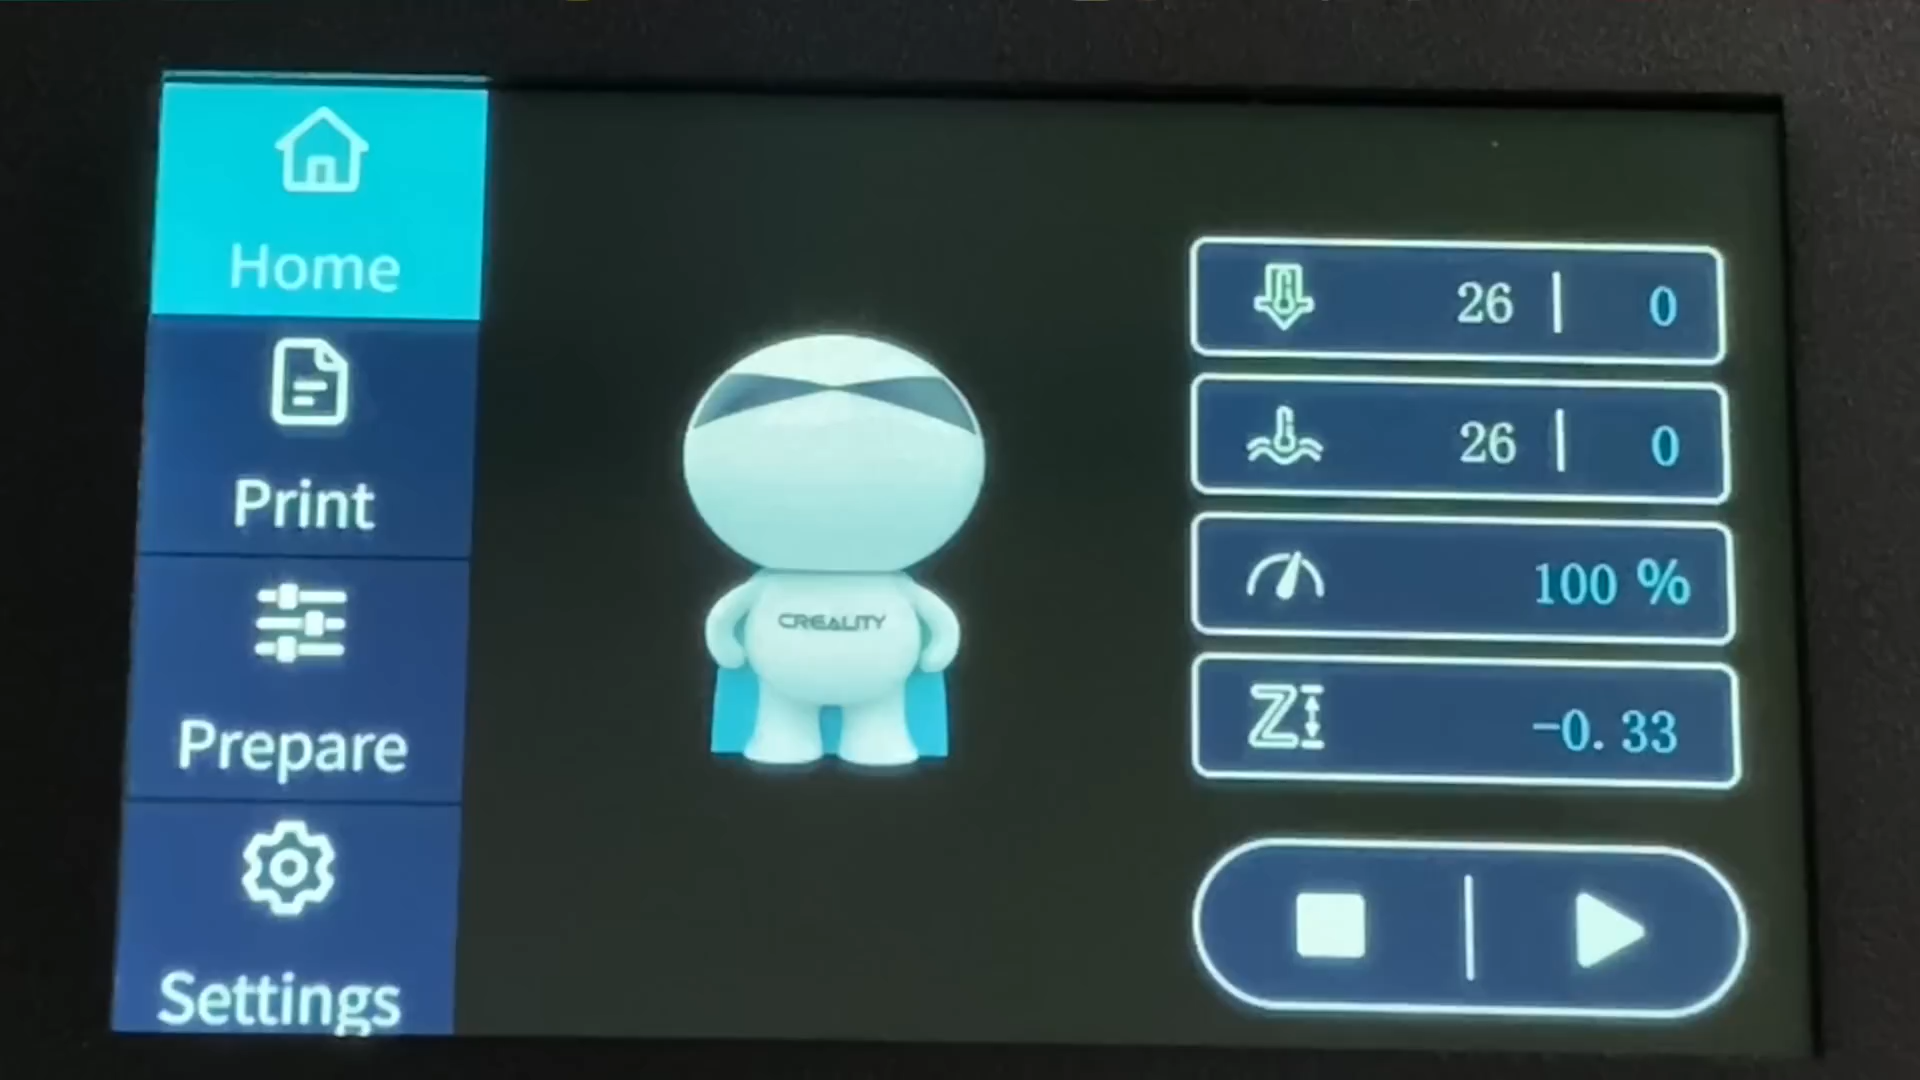 Home
Print
Prepare
Settings
CREALITY
26 | 0
26 | 0
100 %
Z -0.33